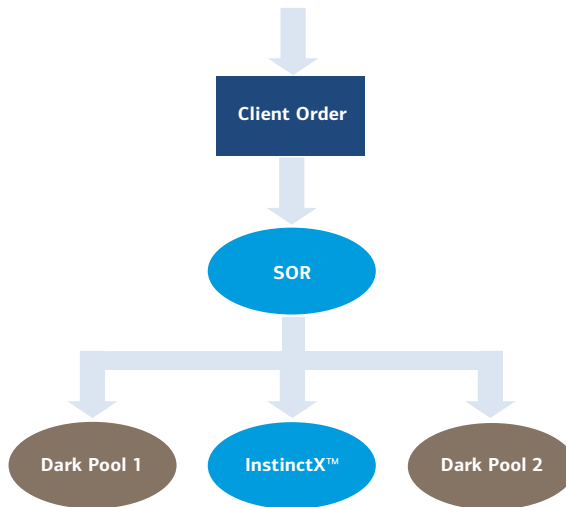 Client Order
SOR
Dark Pool 1
InstinctX™
Dark Pool 2